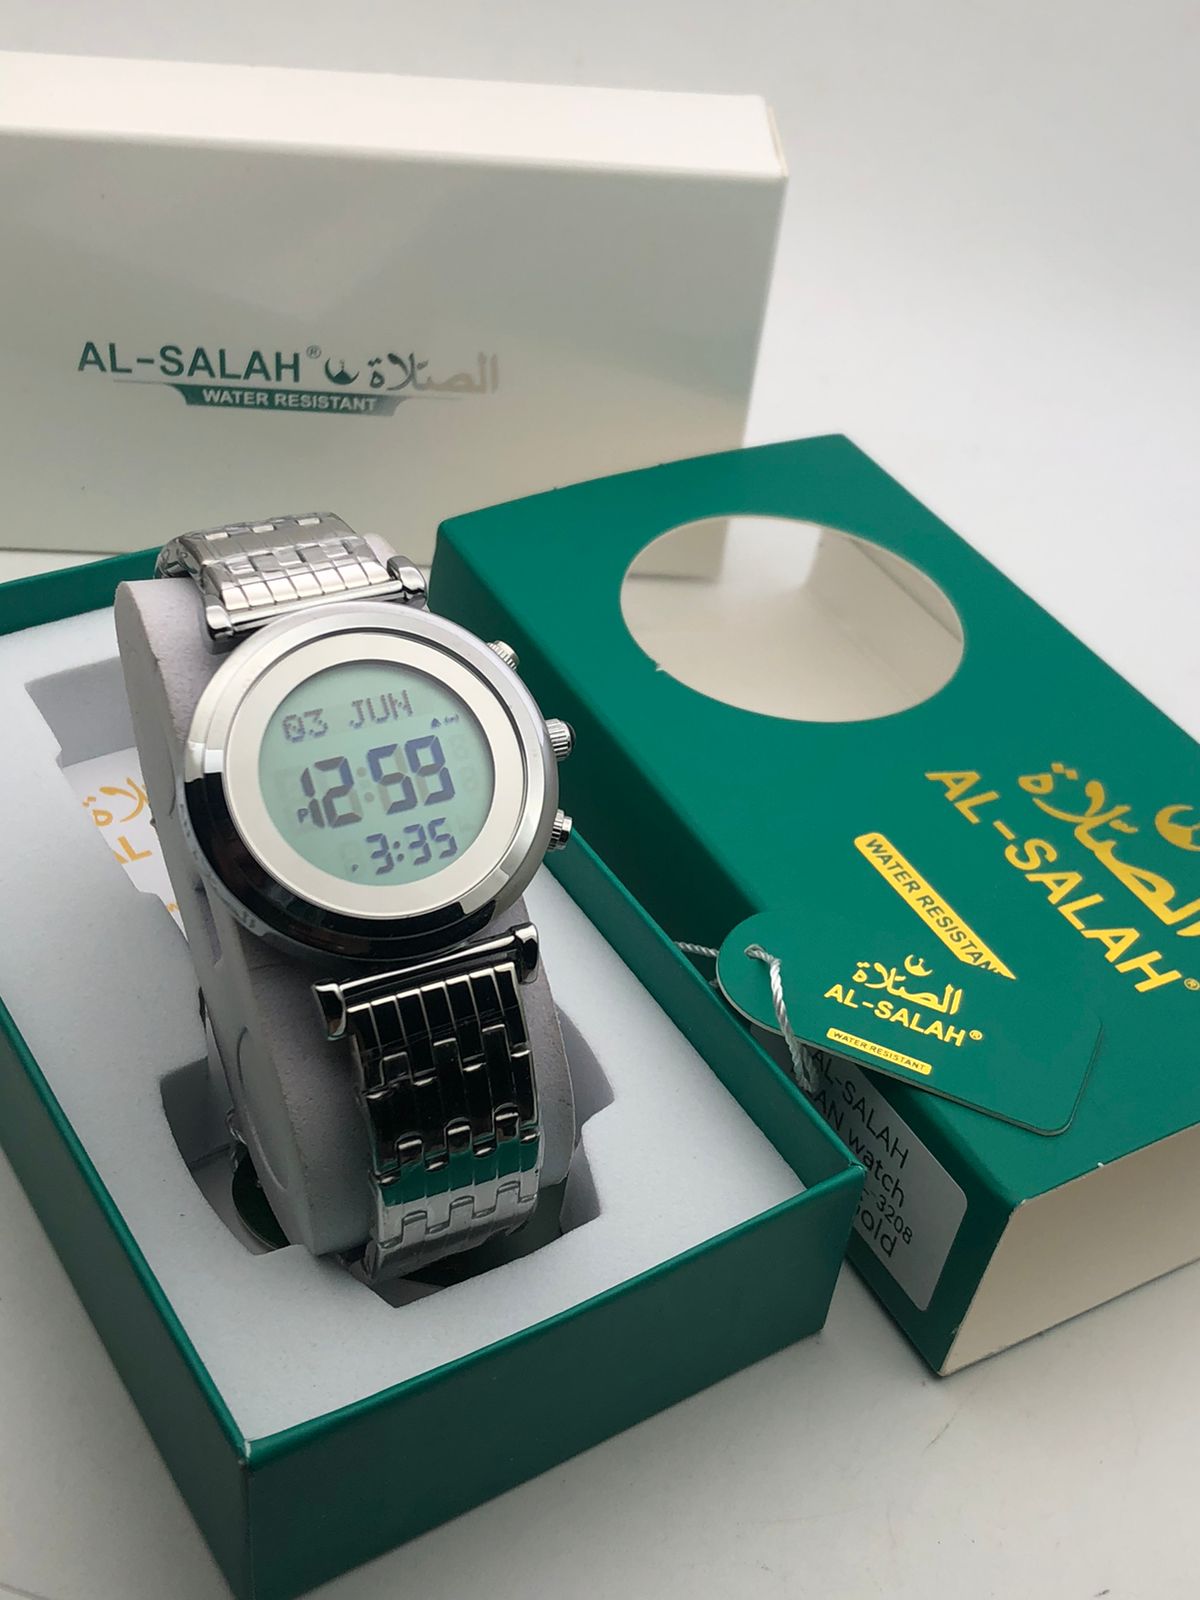 AL-SALAH® الصلاة
WATER RESISTANT
03 JUN
P 12:59
P 3:35
الصلاة
AL-SALAH®
WATER RESISTANT
الصلاة
AL-SALAH®
WATER RESISTANT
AL-SALAH
watch
3208